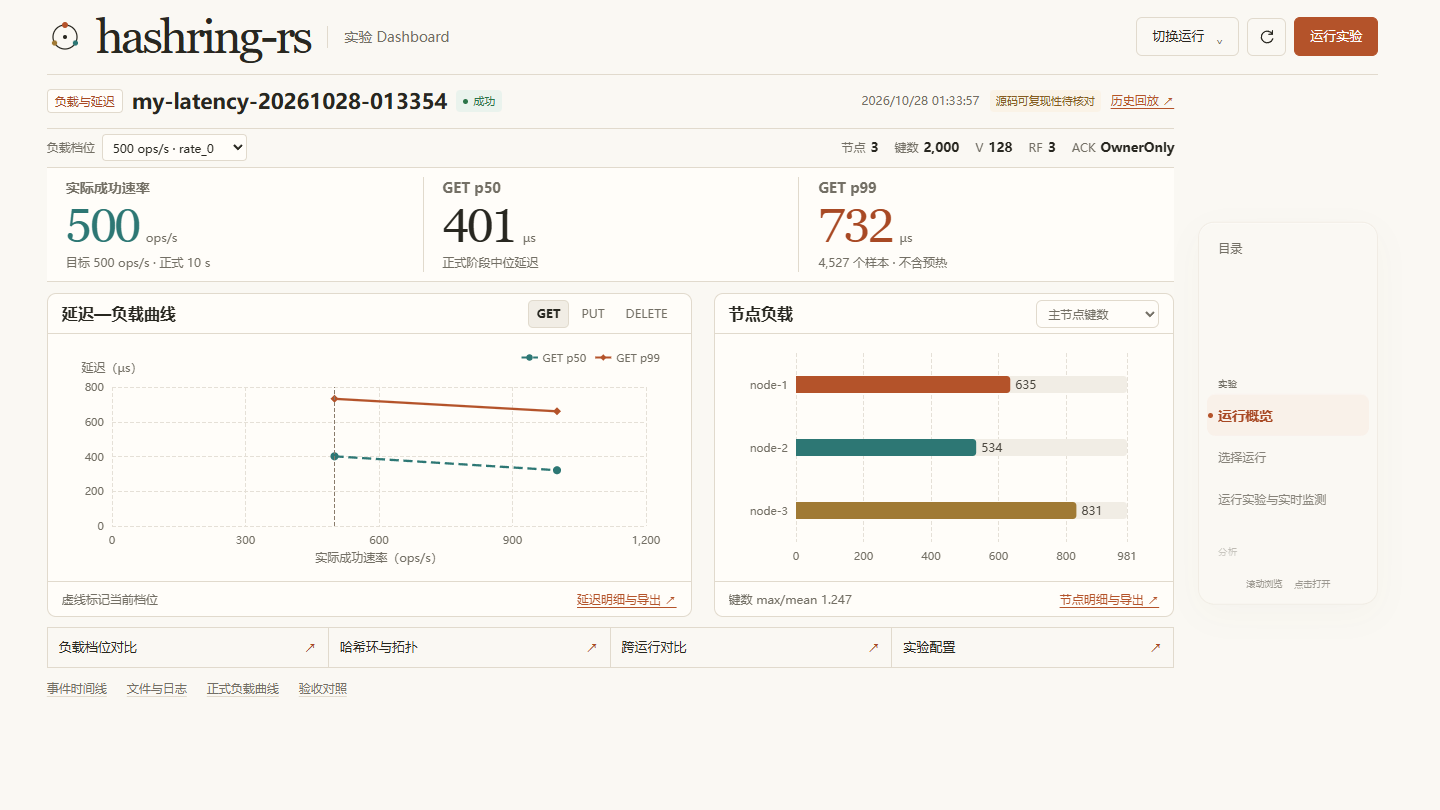 hashring-rs
实验 Dashboard
切换运行
运行实验
负载与延迟
my-latency-20261028-013354
成功
2026/10/28 01:33:57
源码可复现性待核对
历史回放 ↗
负载档位
500 ops/s · rate_0
节点 3
键数 2,000
V 128
RF 3
ACK OwnerOnly
实际成功速率
500 ops/s
目标 500 ops/s · 正式 10 s
GET p50
401 μs
正式阶段中位延迟
GET p99
732 μs
4,527 个样本 · 不含预热
延迟—负载曲线
GET
PUT
DELETE
GET p50
GET p99
延迟（μs）
800
600
400
200
0
0
300
600
900
1,200
实际成功速率（ops/s）
虚线标记当前档位
延迟明细与导出 ↗
节点负载
主节点键数
node-1
635
node-2
534
node-3
831
0
200
400
600
800
981
键数 max/mean 1.247
节点明细与导出 ↗
目录
实验
运行概览
选择运行
运行实验与实时监测
分析
滚动浏览
点击打开
负载档位对比 ↗
哈希环与拓扑 ↗
跨运行对比 ↗
实验配置 ↗
事件时间线
文件与日志
正式负载曲线
验收对照